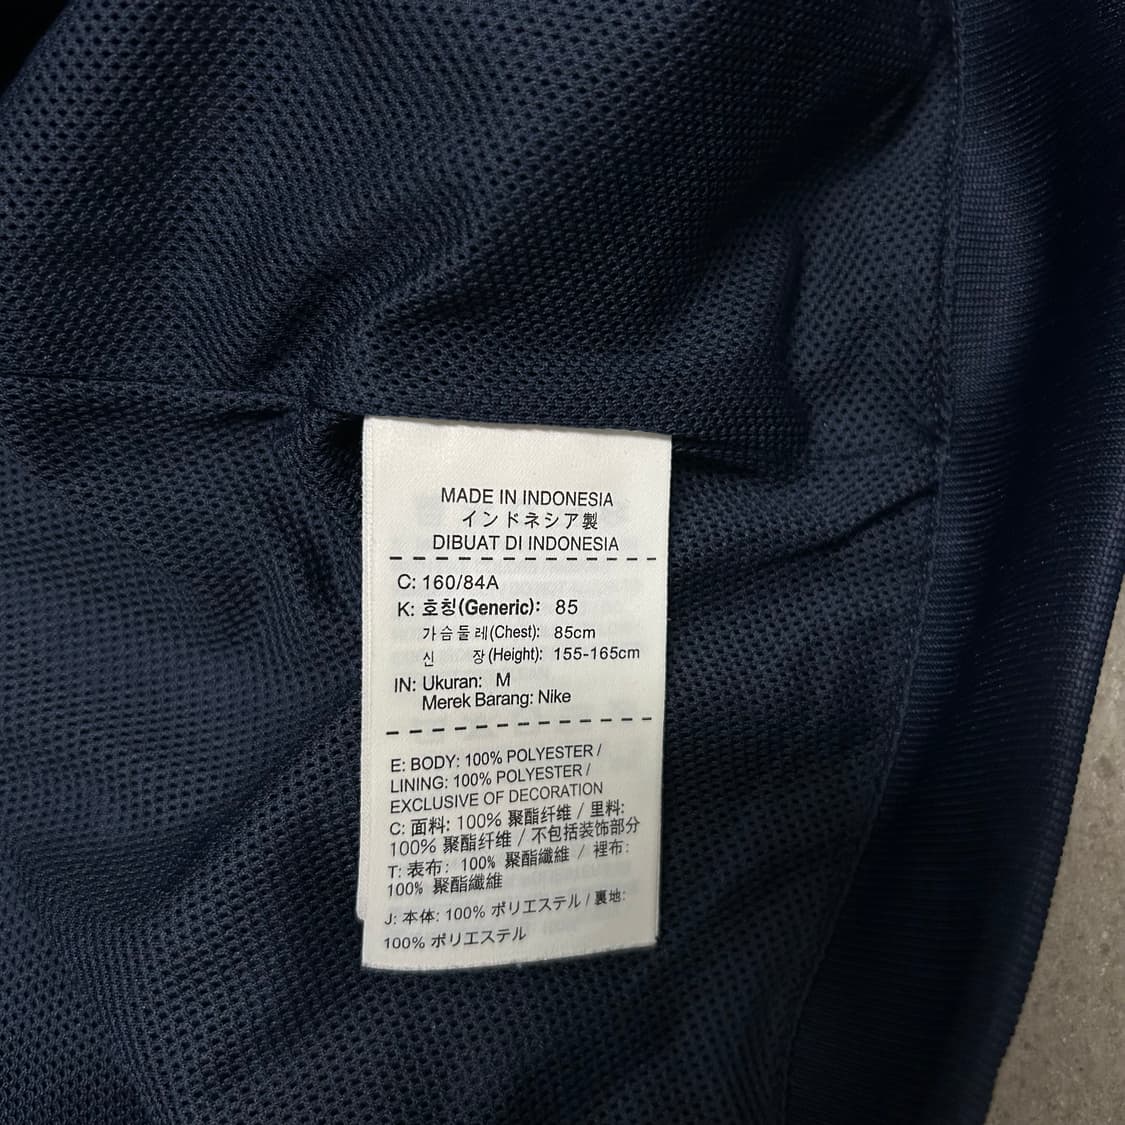 MADE IN INDONESIA
インドネシア製
DIBUAT DI INDONESIA
C: 160/84A
K: 호칭(Generic): 85
가슴둘레(Chest): 85cm
신 장(Height): 155-165cm
IN: Ukuran: M
Merek Barang: Nike
E: BODY: 100% POLYESTER /
LINING: 100% POLYESTER /
EXCLUSIVE OF DECORATION
C: 面料: 100% 聚酯纤维 / 里料:
100% 聚酯纤维 / 不包括装饰部分
T: 表布: 100% 聚酯纖維 / 裡布:
100% 聚酯纖維
J: 本体: 100% ポリエステル / 裏地:
100% ポリエステル